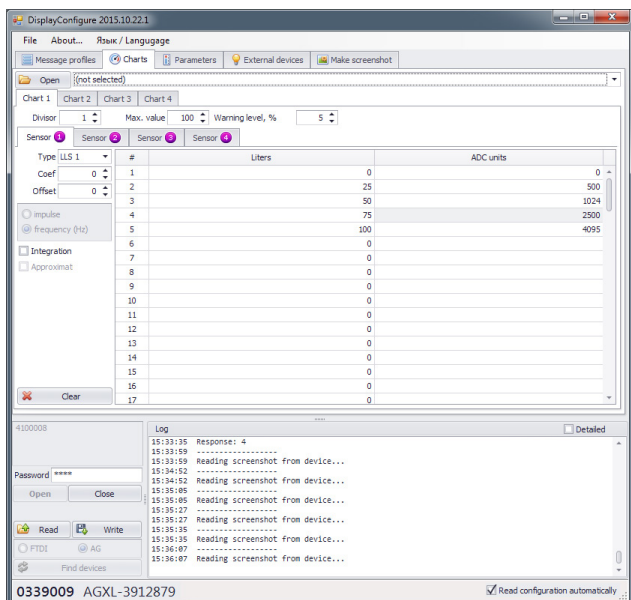 DisplayConfigure 2015.10.22.1
File About... Язык / Langugage
Message profiles Charts Parameters External devices Make screenshot
Open (not selected)
Chart 1 Chart 2 Chart 3 Chart 4
Divisor 1 Max. value 100 Warning level, % 5
Sensor 1 Sensor 2 Sensor 3 Sensor 4
Type LLS 1
Coef 0
Offset 0
impulse
frequency (Hz)
Integration
Approximat
Clear
# Liters ADC units
1 0 0
2 25 500
3 50 1024
4 75 2500
5 100 4095
6 0
7 0
8 0
9 0
10 0
11 0
12 0
13 0
14 0
15 0
16 0
17 0
4100008
Password ****
Open Close
Read Write
FTDI AG
Find devices
Log Detailed
15:33:35 Response: 4
15:33:59 ------------------
15:33:59 Reading screenshot from device...
15:34:52 ------------------
15:34:52 Reading screenshot from device...
15:35:05 ------------------
15:35:05 Reading screenshot from device...
15:35:27 ------------------
15:35:27 Reading screenshot from device...
15:35:35 ------------------
15:35:35 Reading screenshot from device...
15:36:07 ------------------
15:36:07 Reading screenshot from device...
0339009 AGXL-3912879 Read configuration automatically